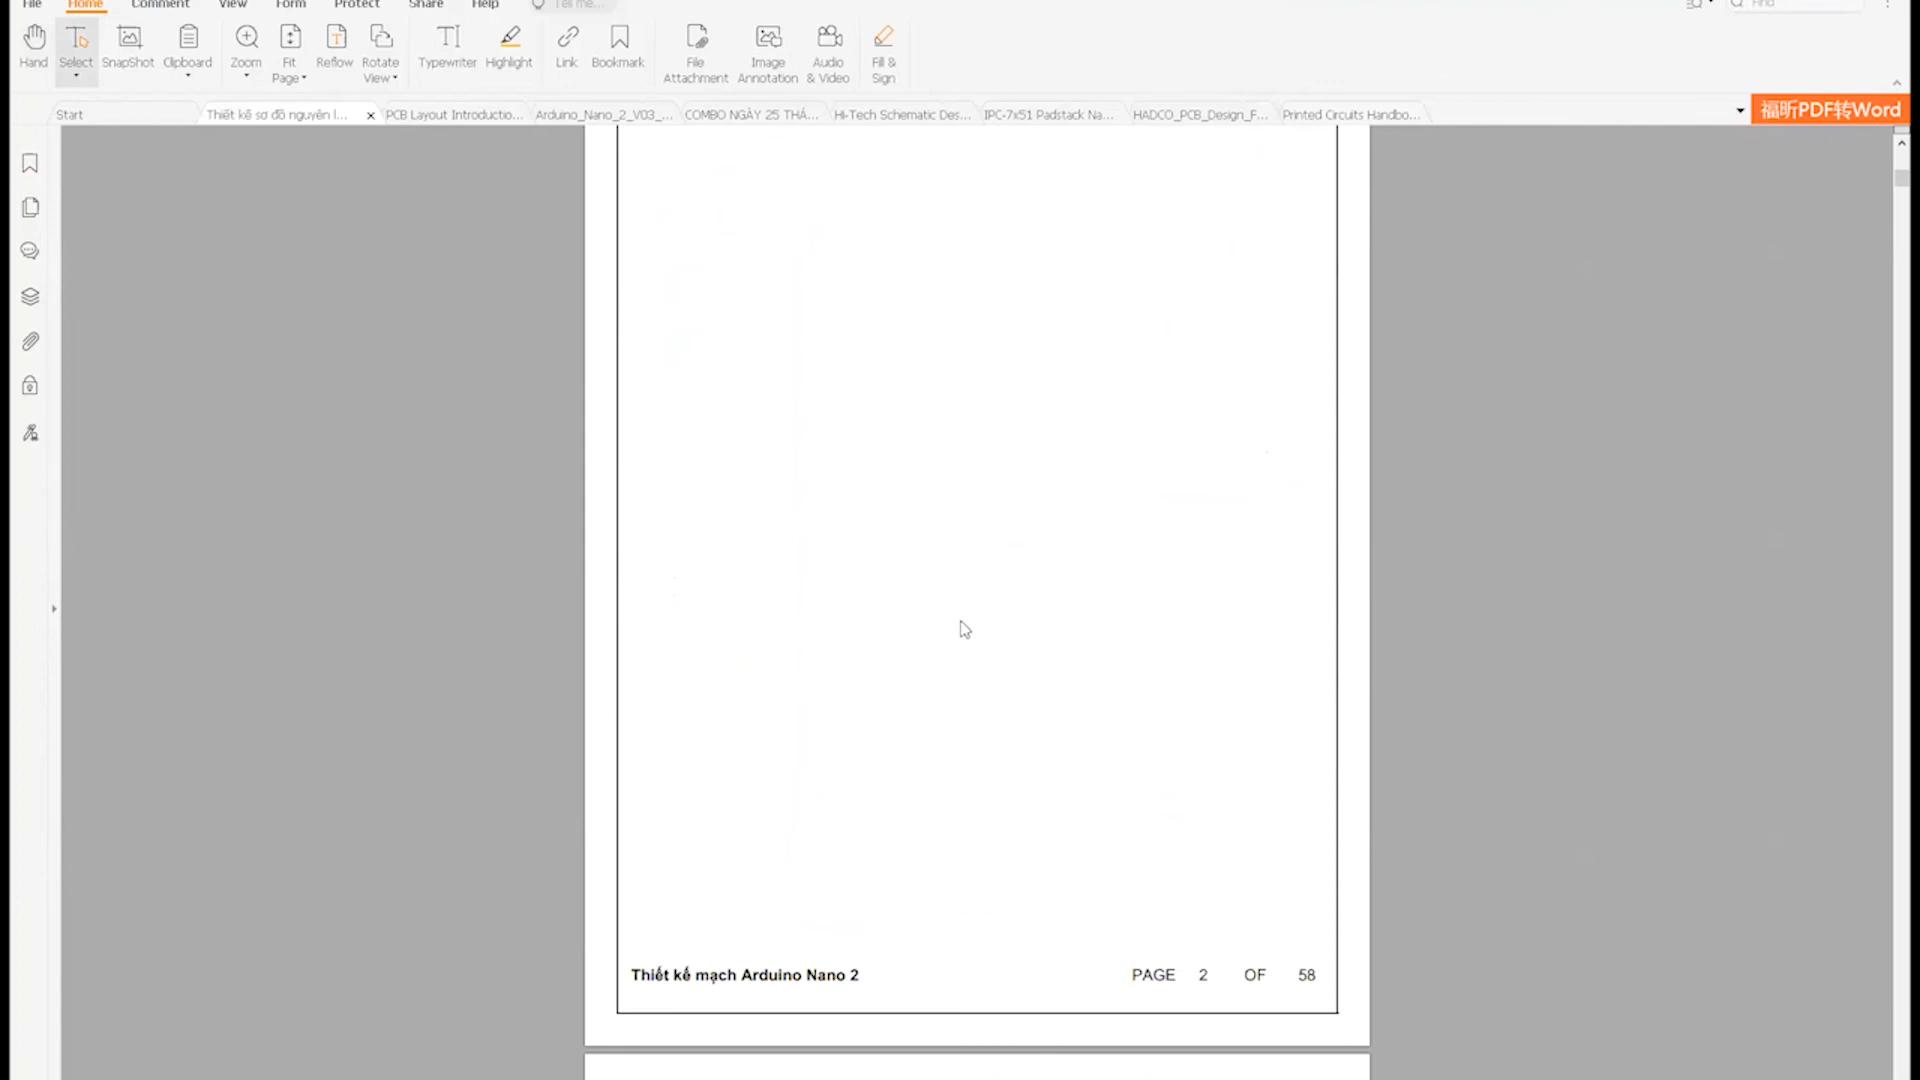 File Home Comment View Form Protect Share Help Tell me... Find
Hand Select SnapShot Clipboard Zoom Fit Page Reflow Rotate View Typewriter Highlight Link Bookmark File Attachment Image Annotation Audio & Video Fill & Sign
Start Thiết kế sơ đồ nguyên l... PCB Layout Introductio... Arduino_Nano_2_V03_... COMBO NGÀY 25 THÁ... Hi-Tech Schematic Des... IPC-7x51 Padstack Na... HADCO_PCB_Design_F... Printed Circuits Handbo... 福昕PDF转Word
Thiết kế mạch Arduino Nano 2 PAGE 2 OF 58